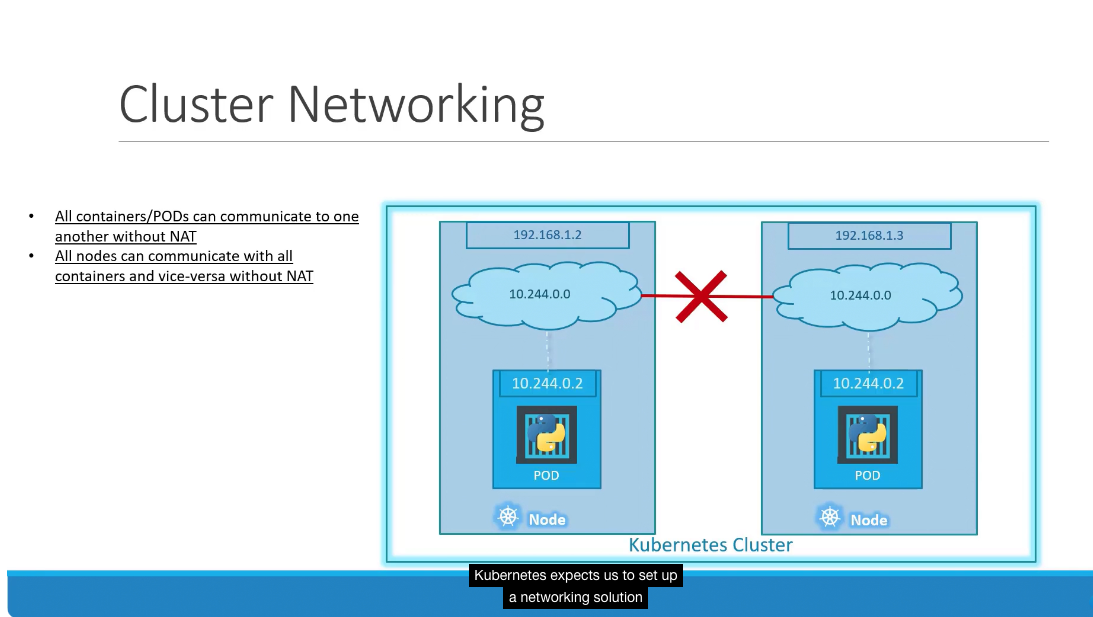 Cluster Networking
• All containers/PODs can communicate to one
another without NAT
• All nodes can communicate with all
containers and vice-versa without NAT
192.168.1.2
192.168.1.3
10.244.0.0
10.244.0.0
10.244.0.2
10.244.0.2
POD
POD
Node
Node
Kubernetes Cluster
Kubernetes expects us to set up
a networking solution